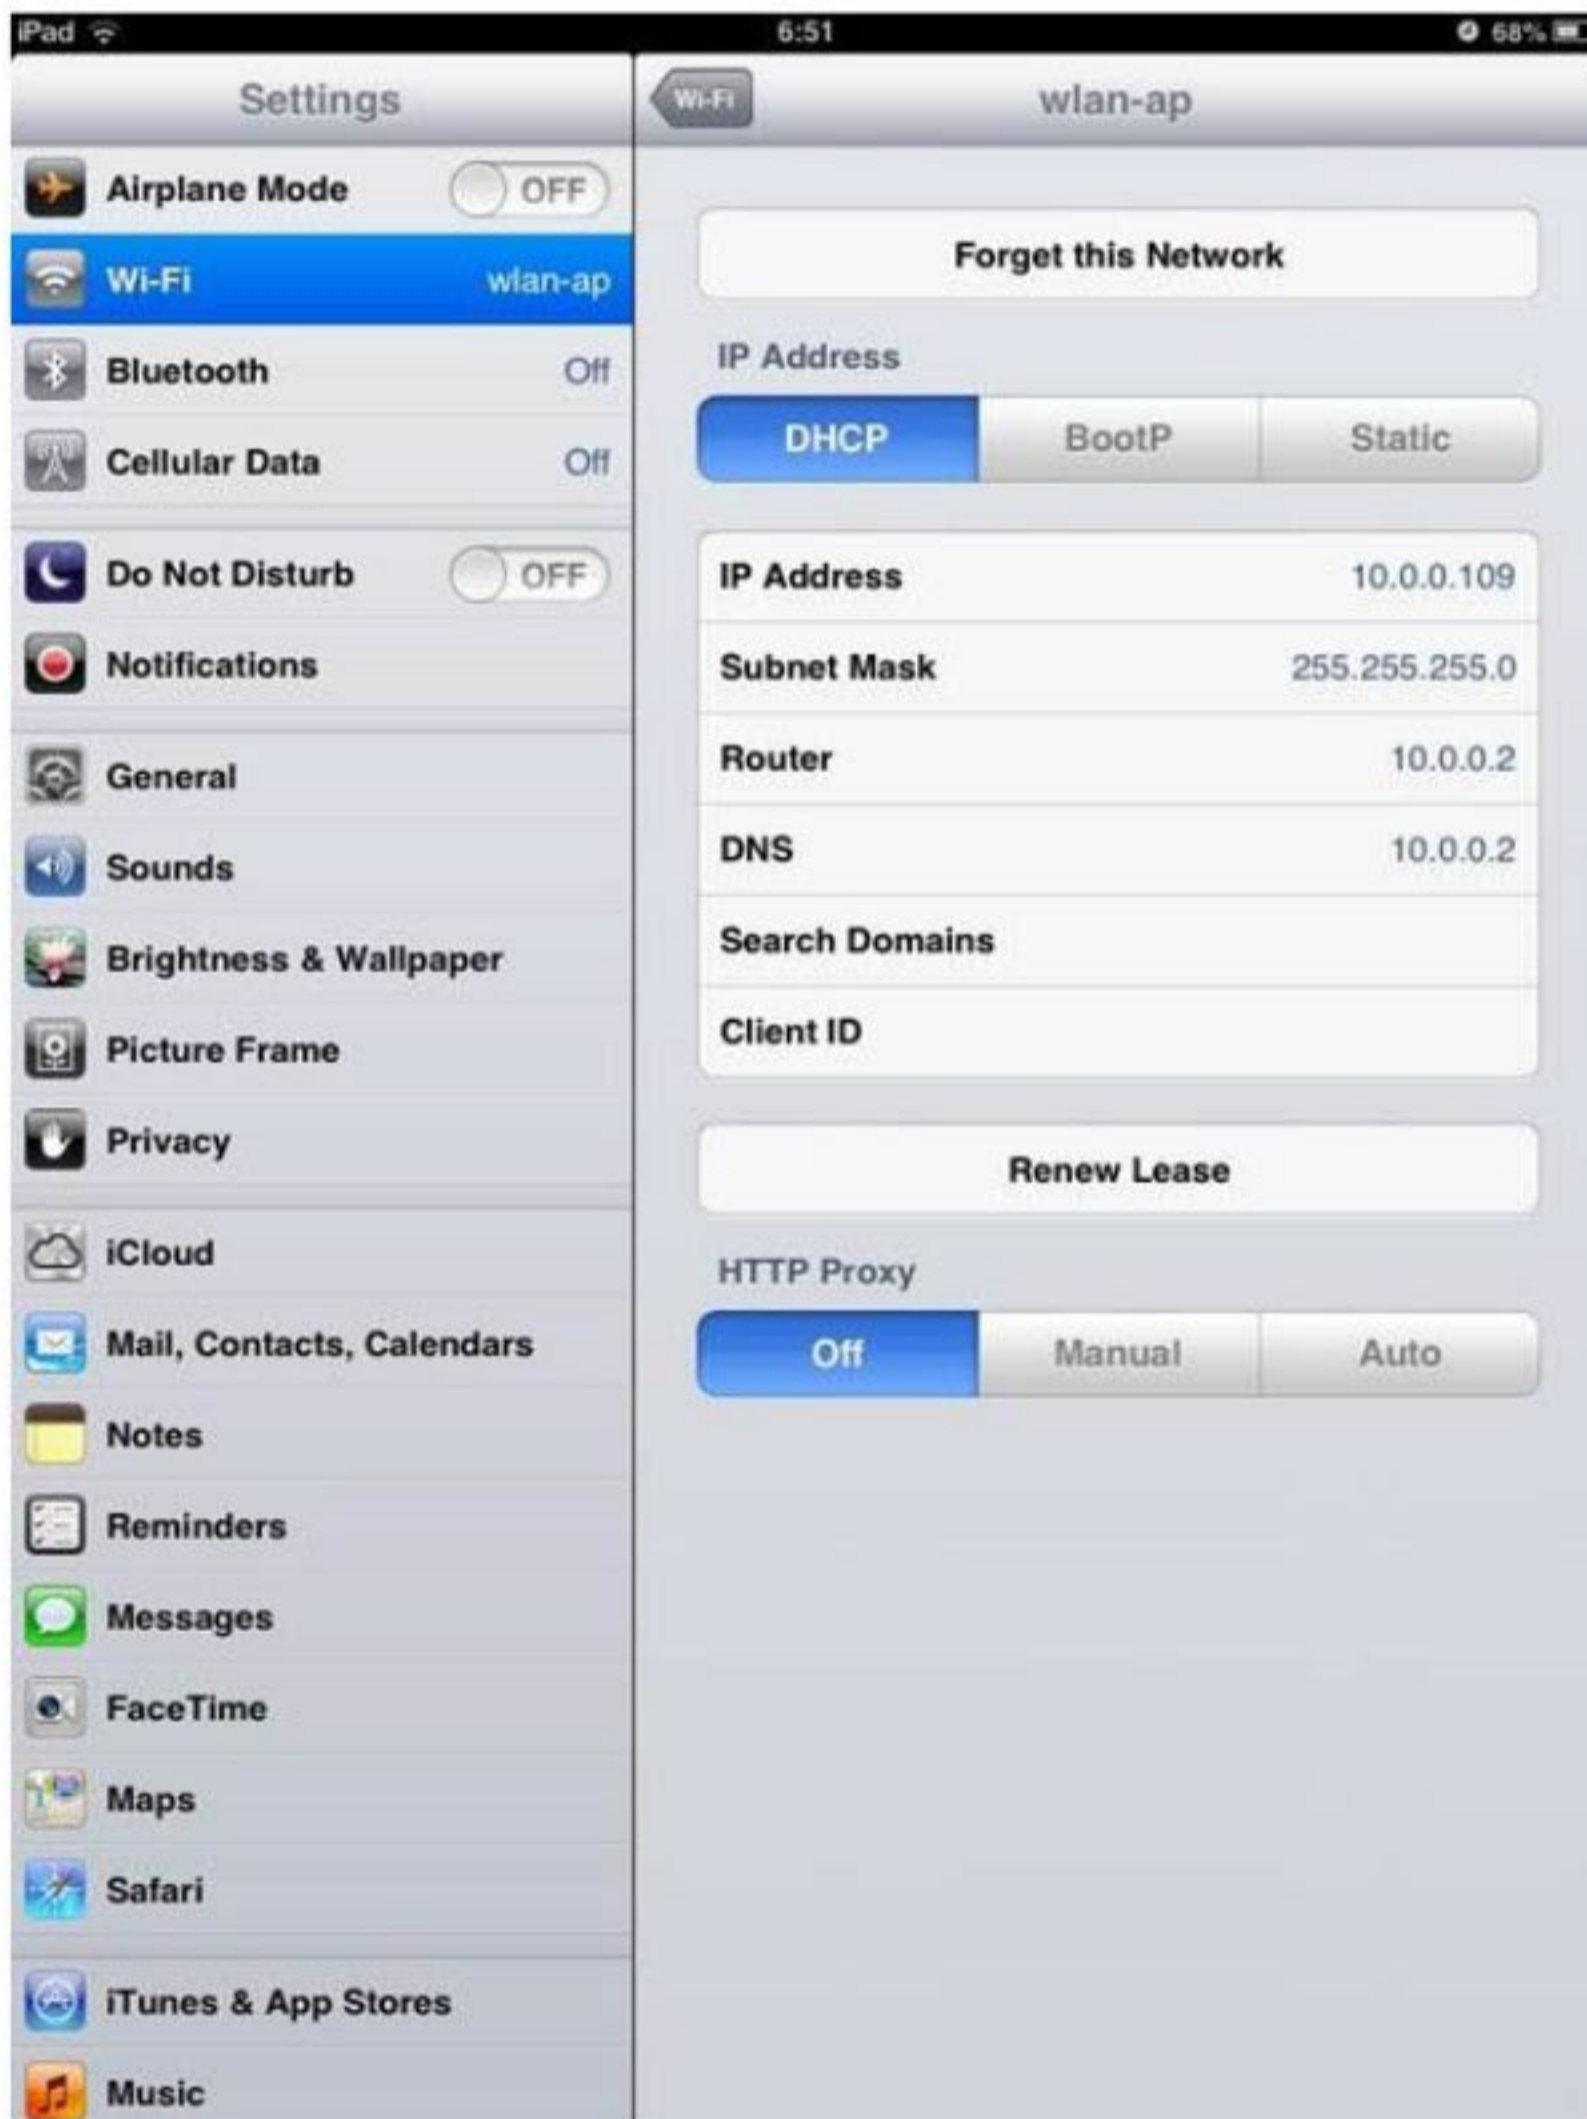 iPad 6:51 68%
Settings
Airplane Mode OFF
Wi-Fi wlan-ap
Bluetooth Off
Cellular Data Off
Do Not Disturb OFF
Notifications
General
Sounds
Brightness & Wallpaper
Picture Frame
Privacy
iCloud
Mail, Contacts, Calendars
Notes
Reminders
Messages
FaceTime
Maps
Safari
iTunes & App Stores
Music
Wi-Fi wlan-ap
Forget this Network
IP Address
DHCP BootP Static
IP Address 10.0.0.109
Subnet Mask 255.255.255.0
Router 10.0.0.2
DNS 10.0.0.2
Search Domains
Client ID
Renew Lease
HTTP Proxy
Off Manual Auto